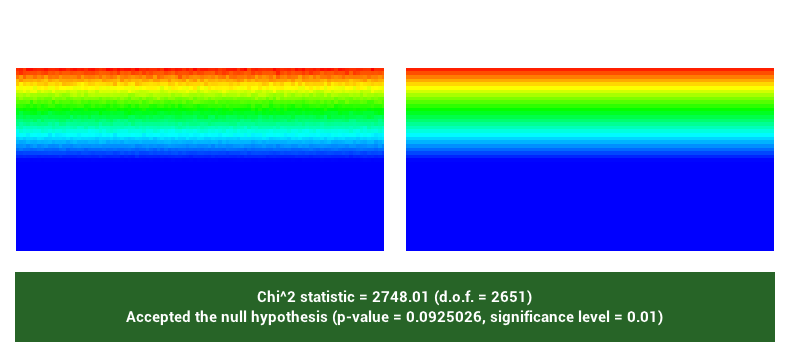 Chi^2 statistic = 2748.01 (d.o.f. = 2651)
Accepted the null hypothesis (p-value = 0.0925026, significance level = 0.01)